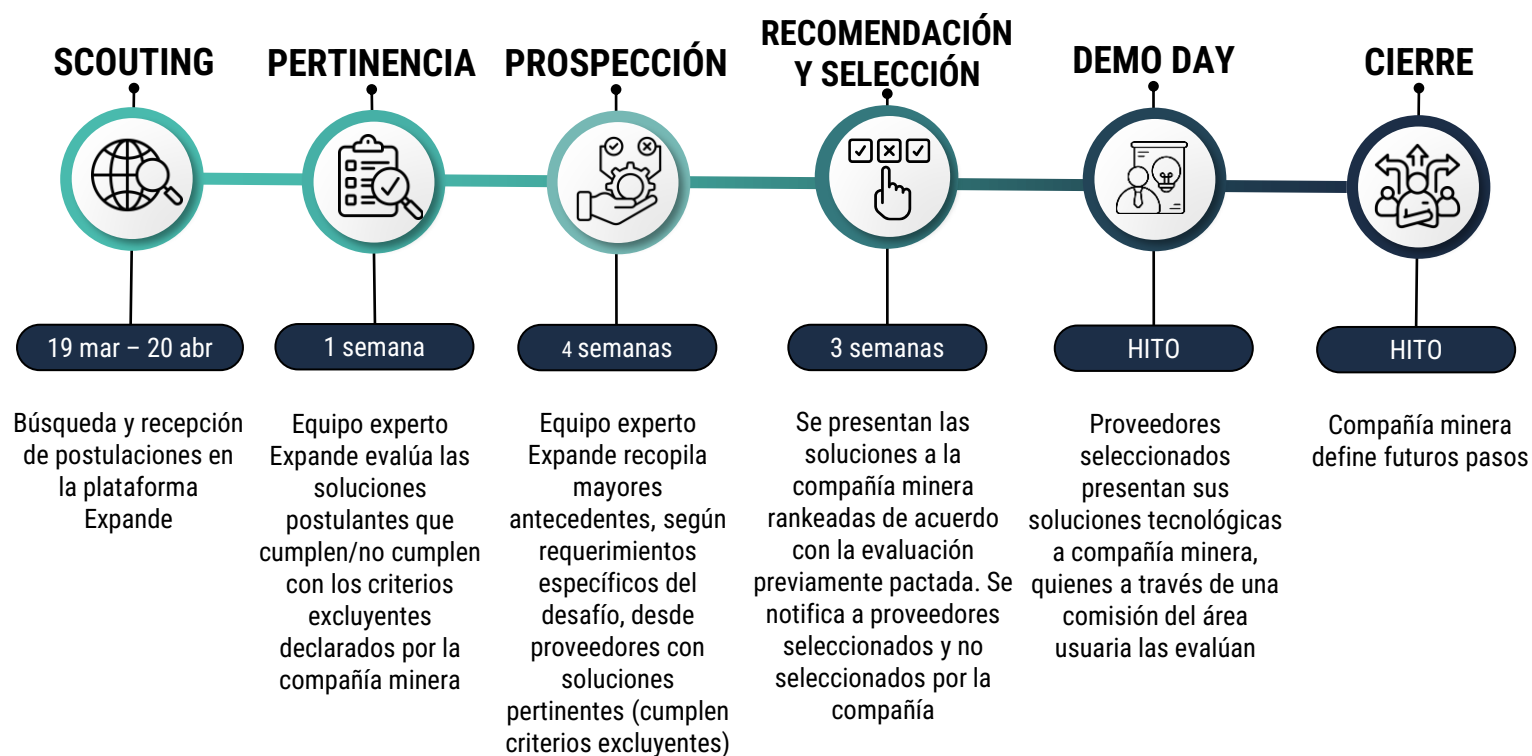 SCOUTING
PERTINENCIA
PROSPECCIÓN
RECOMENDACIÓN
Y SELECCIÓN
DEMO DAY
CIERRE
19 mar – 20 abr
1 semana
4 semanas
3 semanas
HITO
HITO
Búsqueda y recepción
de postulaciones en
la plataforma
Expande
Equipo experto
Expande evalúa las
soluciones
postulantes que
cumplen/no cumplen
con los criterios
excluyentes
declarados por la
compañía minera
Equipo experto
Expande recopila
mayores
antecedentes, según
requerimientos
específicos del
desafío, desde
proveedores con
soluciones
pertinentes (cumplen
criterios excluyentes)
Se presentan las
soluciones a la
compañía minera
rankeadas de acuerdo
con la evaluación
previamente pactada. Se
notifica a proveedores
seleccionados y no
seleccionados por la
compañía
Proveedores
seleccionados
presentan sus
soluciones tecnológicas
a compañía minera,
quienes a través de una
comisión del área
usuaria las evalúan
Compañía minera
define futuros pasos